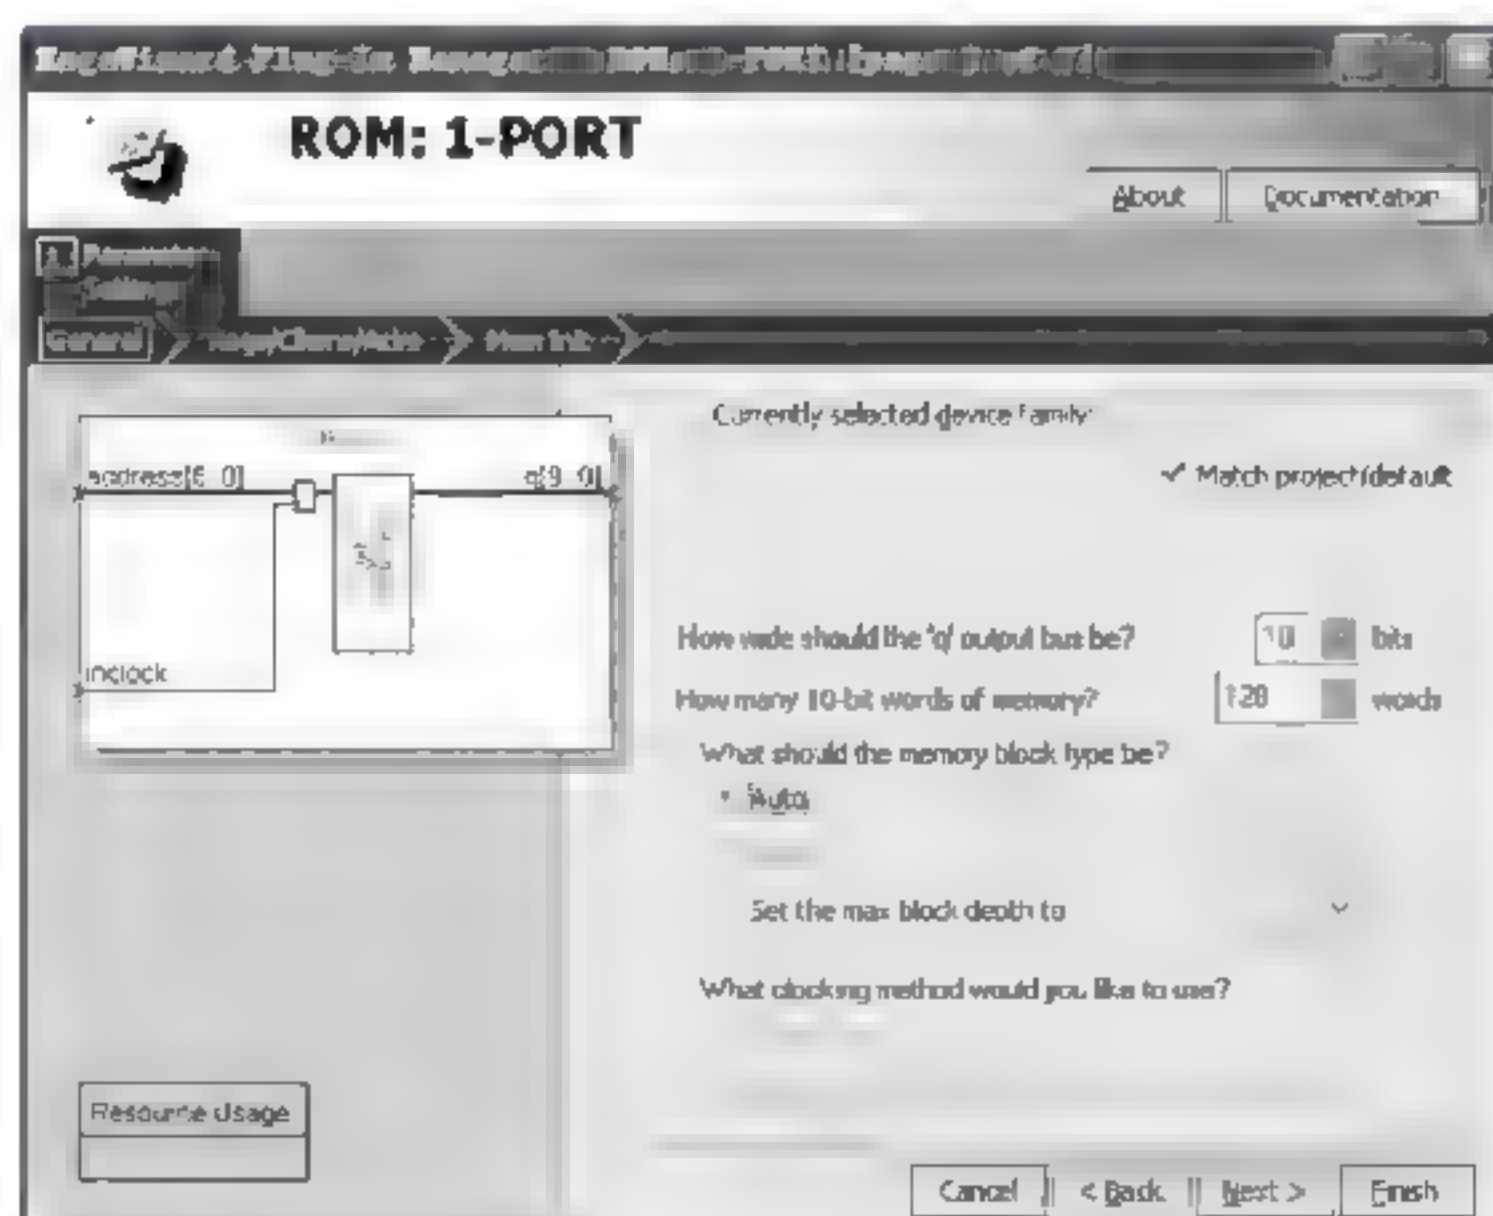 ROM: 1-PORT
About
Documentation
General
Currently selected device family:
address[6 0]
q[9 0]
Match project/default
How wide should the 'q' output bus be?
10
bits
How many 10-bit words of memory?
128
words
inclock
What should the memory block type be?
Auto
Set the max block depth to
What clocking method would you like to use?
Resource Usage
Cancel
< Back
Next >
Finish